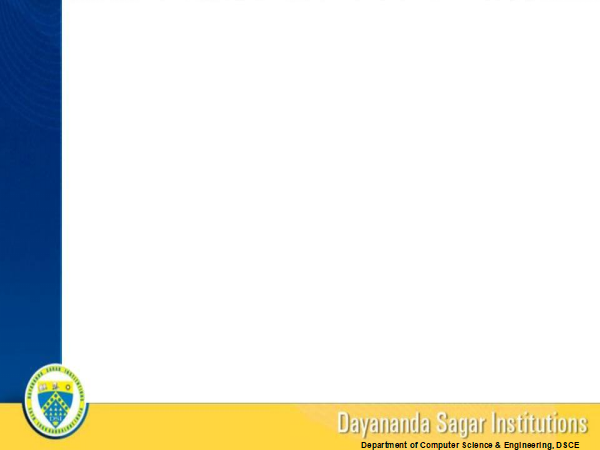 Dayananda Sagar Institutions
Department of Computer Science & Engineering, DSCE